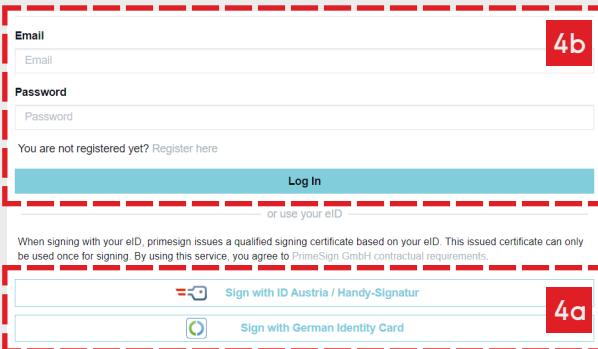 4b
Email
Email
Password
Password
You are not registered yet? Register here
Log In
or use your eID
When signing with your eID, primesign issues a qualified signing certificate based on your eID. This issued certificate can only
be used once for signing. By using this service, you agree to PrimeSign GmbH contractual requirements.
Sign with ID Austria / Handy-Signatur
4a
Sign with German Identity Card